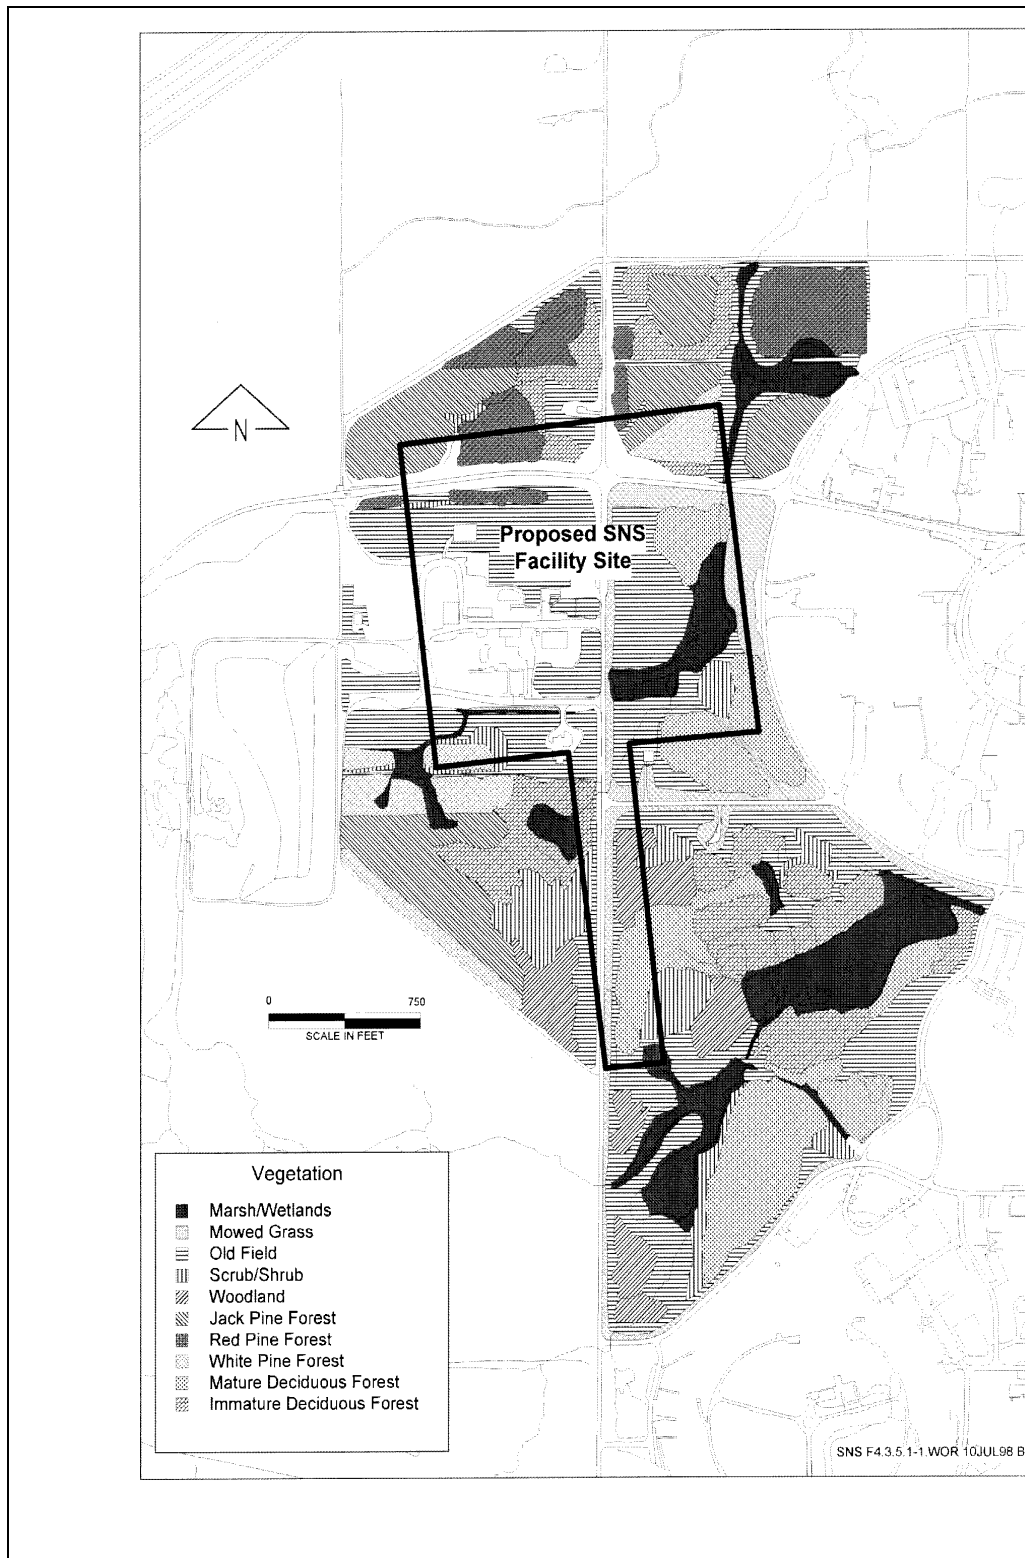 N
Proposed SNS
Facility Site
0 750
SCALE IN FEET
Vegetation
Marsh/Wetlands
Mowed Grass
Old Field
Scrub/Shrub
Woodland
Jack Pine Forest
Red Pine Forest
White Pine Forest
Mature Deciduous Forest
Immature Deciduous Forest
SNS F4.3.5.1-1.WOR 10JUL98 B